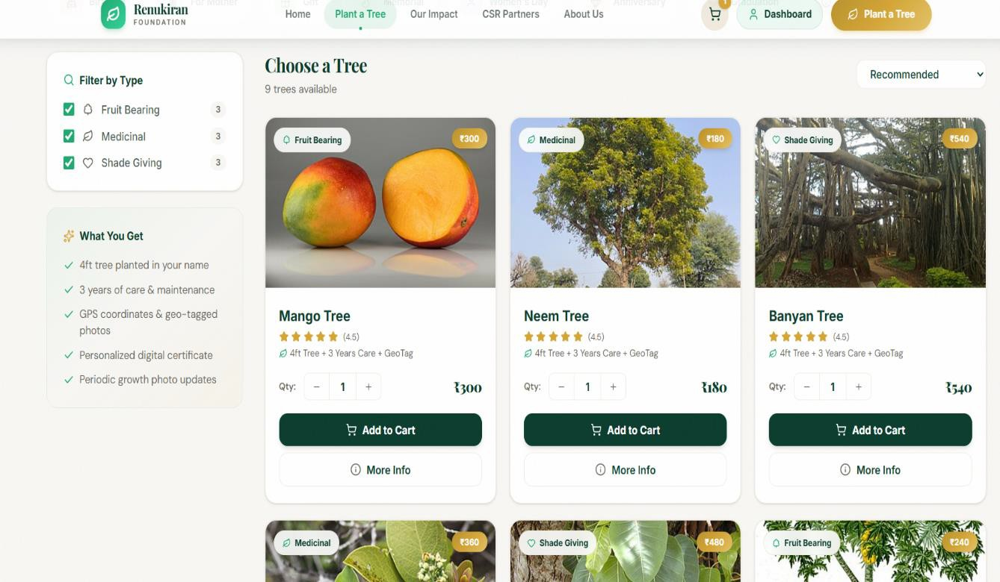 Gift
Memorial
Women's Day
Anniversary
Renukiran
FOUNDATION
Home
Plant a Tree
Our Impact
CSR Partners
About Us
1
Dashboard
Plant a Tree
Filter by Type
Fruit Bearing 3
Medicinal 3
Shade Giving 3
What You Get
4ft tree planted in your name
3 years of care & maintenance
GPS coordinates & geo-tagged
photos
Personalized digital certificate
Periodic growth photo updates
Choose a Tree
9 trees available
Recommended
Fruit Bearing ₹300
Mango Tree
(4.5)
4ft Tree + 3 Years Care + GeoTag
Qty: − 1 + ₹300
Add to Cart
More Info
Medicinal ₹180
Neem Tree
(4.5)
4ft Tree + 3 Years Care + GeoTag
Qty: − 1 + ₹180
Add to Cart
More Info
Shade Giving ₹540
Banyan Tree
(4.5)
4ft Tree + 3 Years Care + GeoTag
Qty: − 1 + ₹540
Add to Cart
More Info
Medicinal ₹360
Shade Giving ₹480
Fruit Bearing ₹240